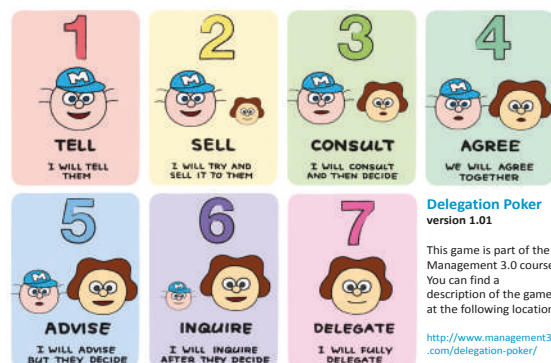 1
TELL
I WILL TELL
THEM
2
SELL
I WILL TRY AND
SELL IT TO THEM
3
CONSULT
I WILL CONSULT
AND THEN DECIDE
4
AGREE
WE WILL AGREE
TOGETHER
5
ADVISE
I WILL ADVISE
BUT THEY DECIDE
6
INQUIRE
I WILL INQUIRE
AFTER THEY DECIDE
7
DELEGATE
I WILL FULLY
DELEGATE
Delegation Poker
version 1.01
This game is part of the
Management 3.0 course
You can find a
description of the game
at the following location
http://www.management3
.com/delegation-poker/
M
M
M
M
M
M